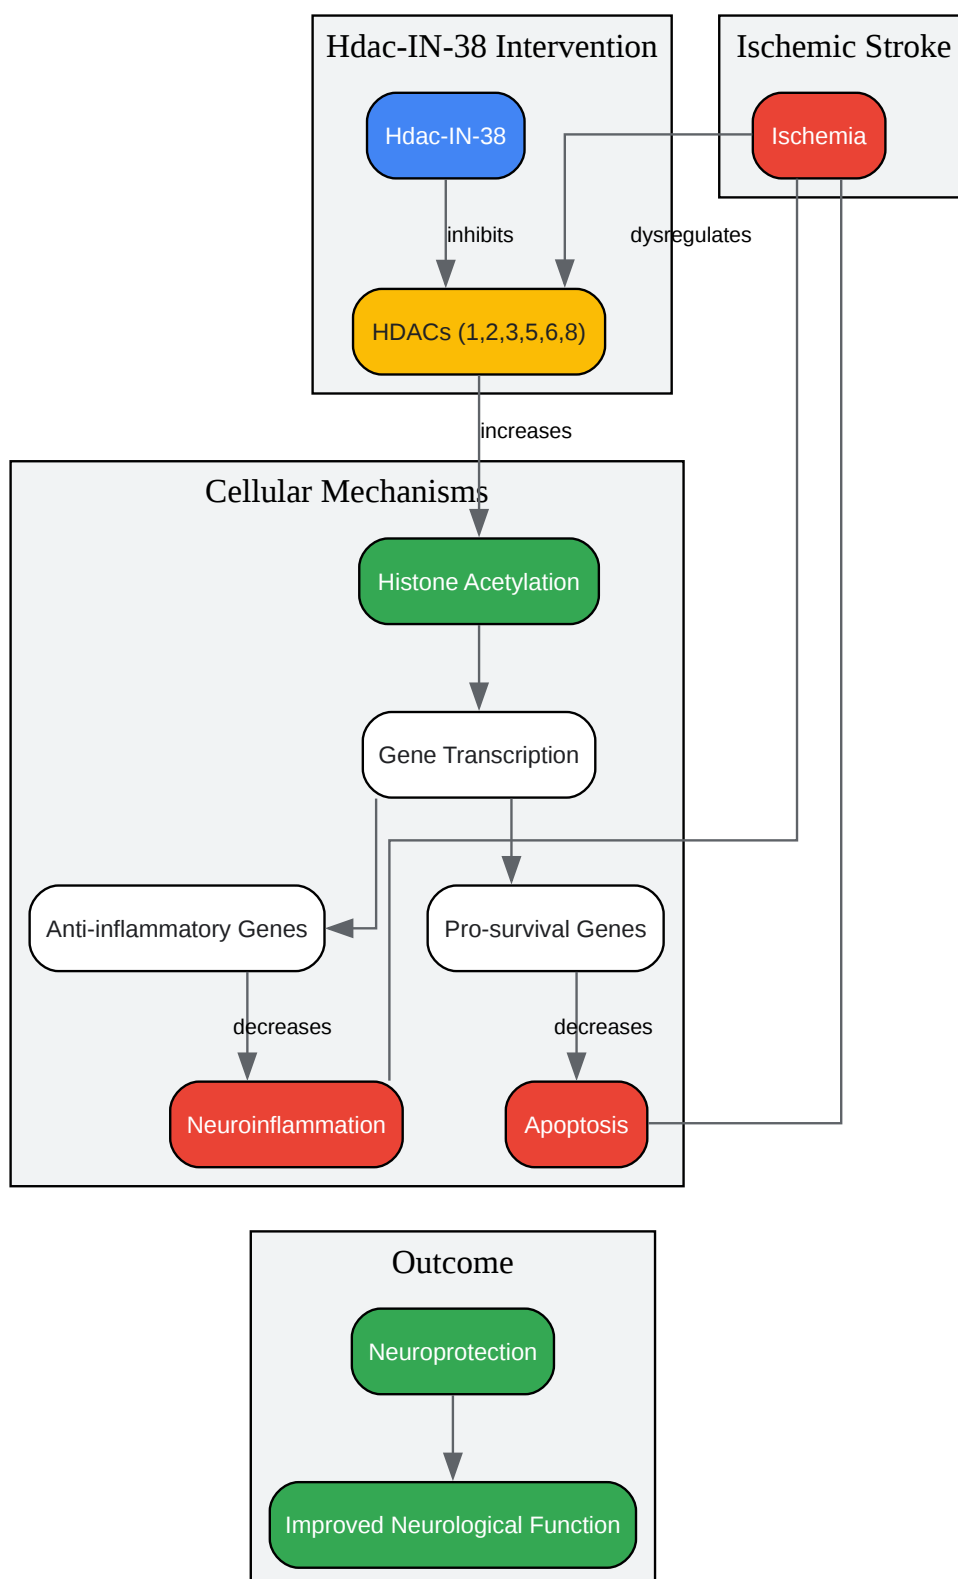 Hdac-IN-38 Intervention
Ischemic Stroke
Hdac-IN-38
Ischemia
inhibits
dysregulates
HDACs (1,2,3,5,6,8)
increases
Cellular Mechanisms
Histone Acetylation
Gene Transcription
Anti-inflammatory Genes
Pro-survival Genes
decreases
decreases
Neuroinflammation
Apoptosis
Outcome
Neuroprotection
Improved Neurological Function